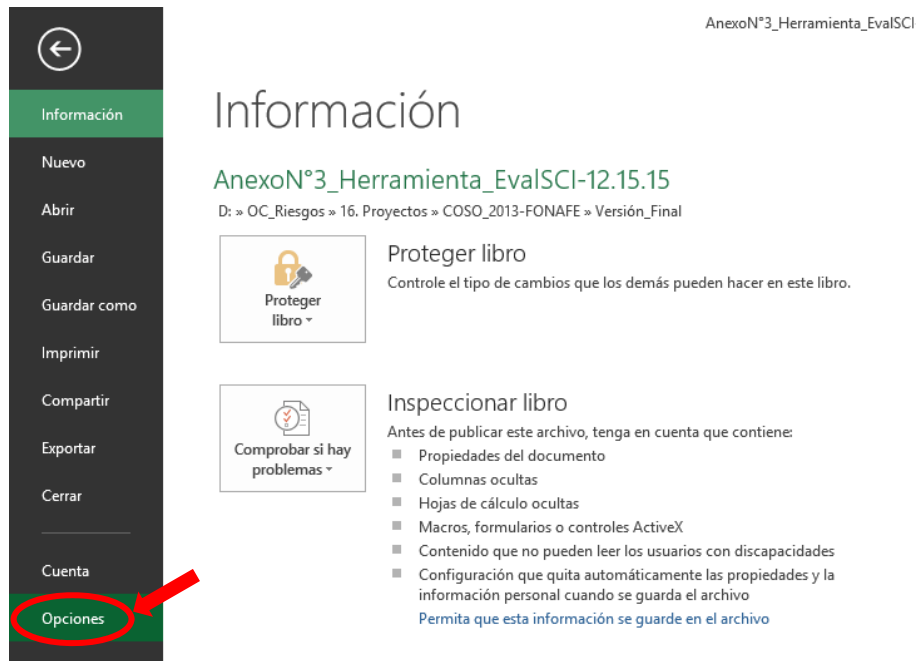 AnexoN°3_Herramienta_EvalSCI
Información
Nuevo
Abrir
Guardar
Guardar como
Imprimir
Compartir
Exportar
Cerrar
Cuenta
Opciones
Información
AnexoN°3_Herramienta_EvalSCI-12.15.15
D: » OC_Riesgos » 16. Proyectos » COSO_2013-FONAFE » Versión_Final
Proteger
libro
Proteger libro
Controle el tipo de cambios que los demás pueden hacer en este libro.
Comprobar si hay
problemas
Inspeccionar libro
Antes de publicar este archivo, tenga en cuenta que contiene:
Propiedades del documento
Columnas ocultas
Hojas de cálculo ocultas
Macros, formularios o controles ActiveX
Contenido que no pueden leer los usuarios con discapacidades
Configuración que quita automáticamente las propiedades y la
información personal cuando se guarda el archivo
Permita que esta información se guarde en el archivo